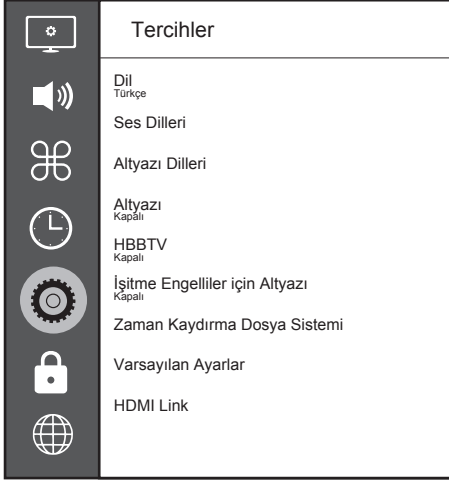 Tercihler
Dil
Türkçe
Ses Dilleri
Altyazı Dilleri
Altyazı
Kapalı
HBBTV
Kapalı
İşitme Engelliler için Altyazı
Kapalı
Zaman Kaydırma Dosya Sistemi
Varsayılan Ayarlar
HDMI Link